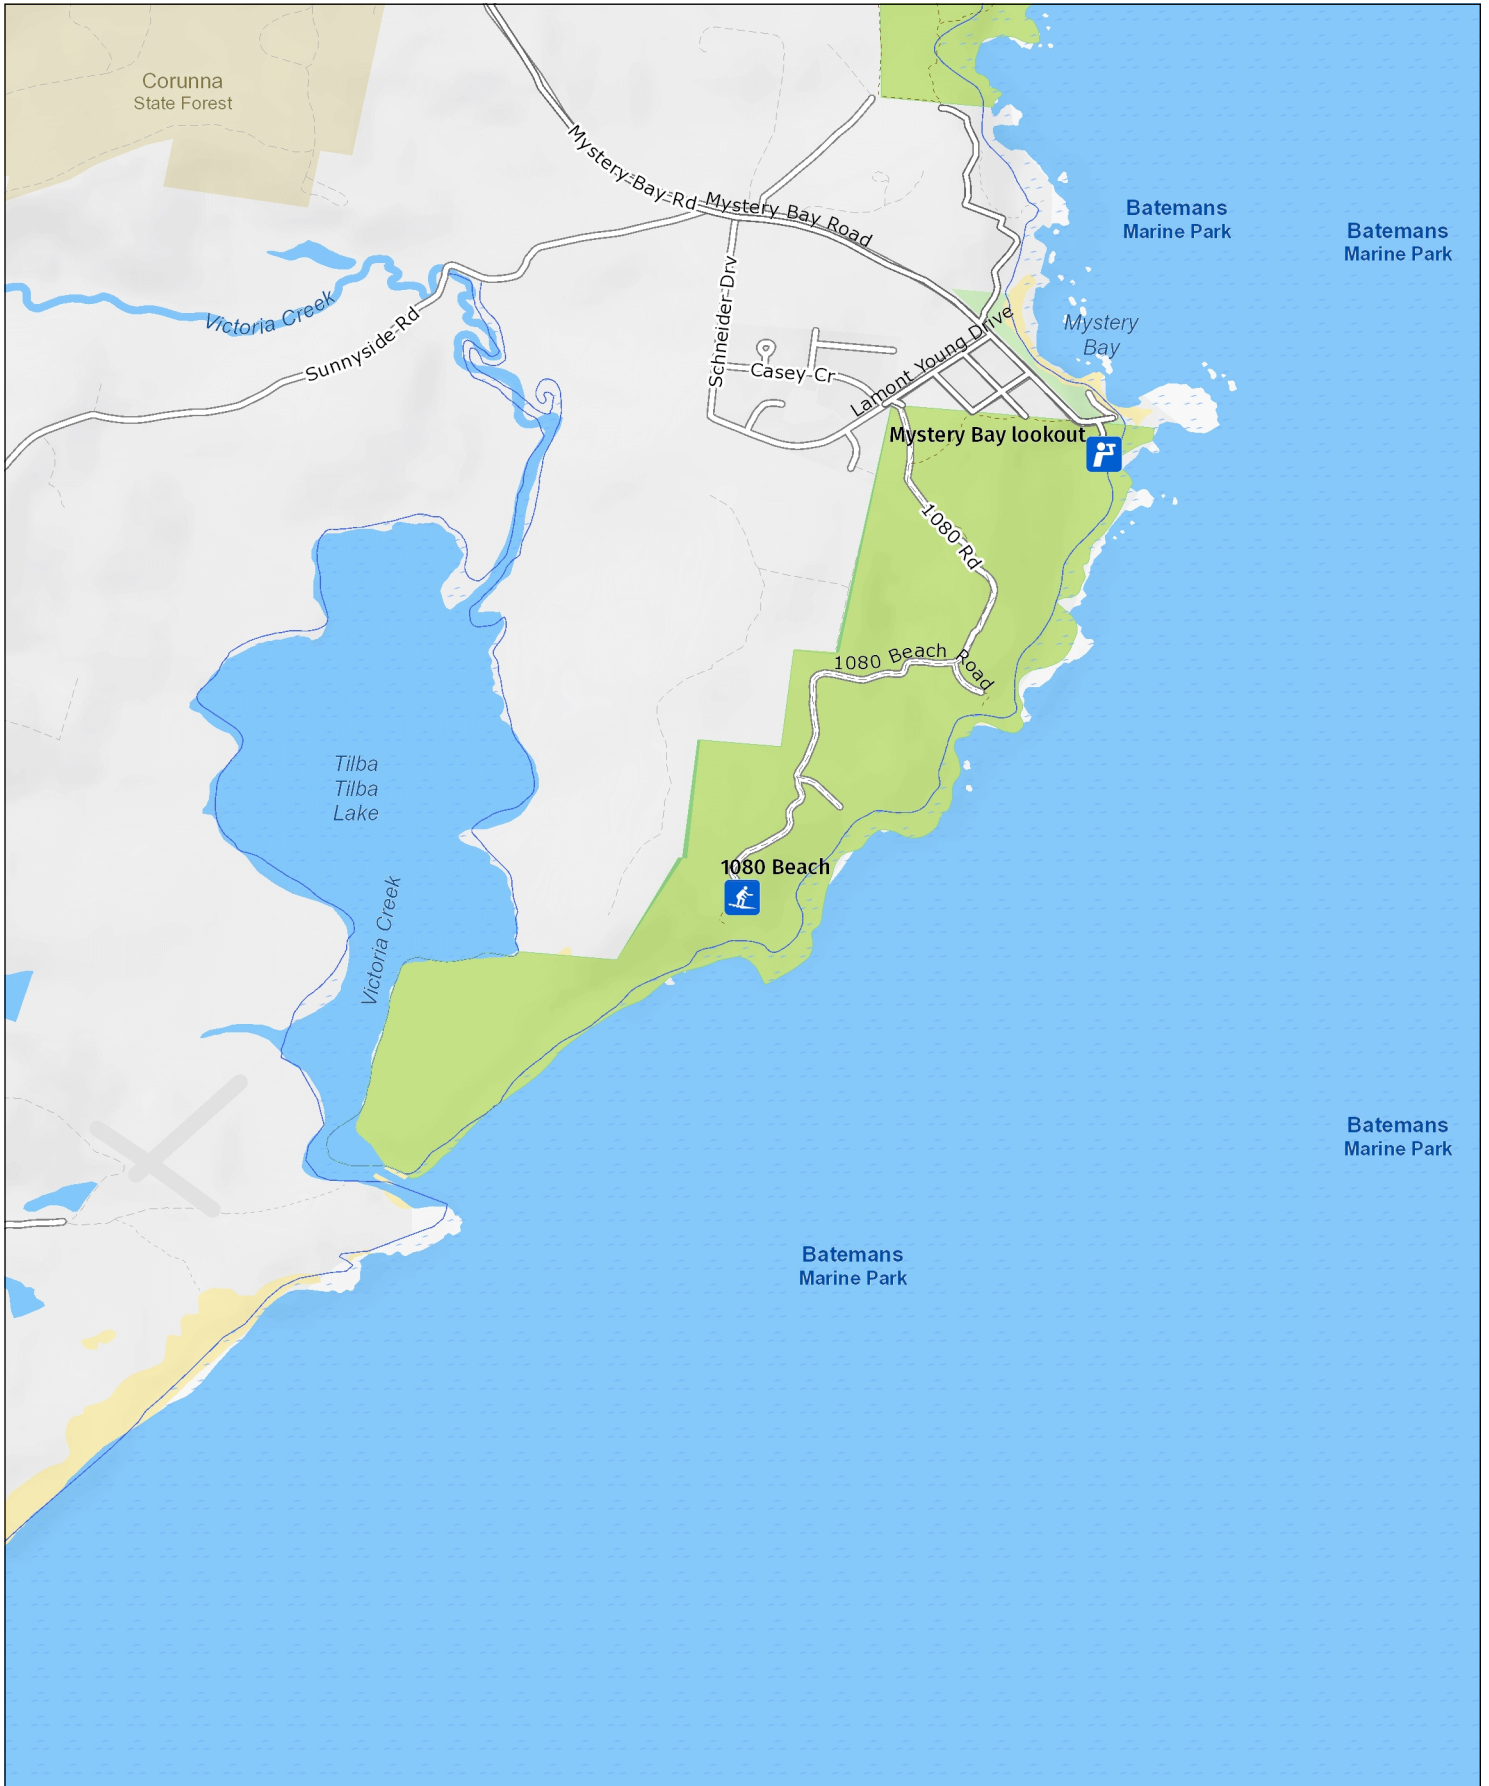 Corunna
State Forest
Mystery-Bay-Rd
Mystery Bay Road
Batemans
Marine Park
Batemans
Marine Park
Victoria Creek
Sunnyside-Rd
Schneider-Drv
Mystery
Bay
Casey-Cr
Lamont Young Drive
Mystery Bay lookout
1080-Rd
1080 Beach Road
Tilba
Tilba
Lake
1080 Beach
Victoria Creek
Batemans
Marine Park
Batemans
Marine Park